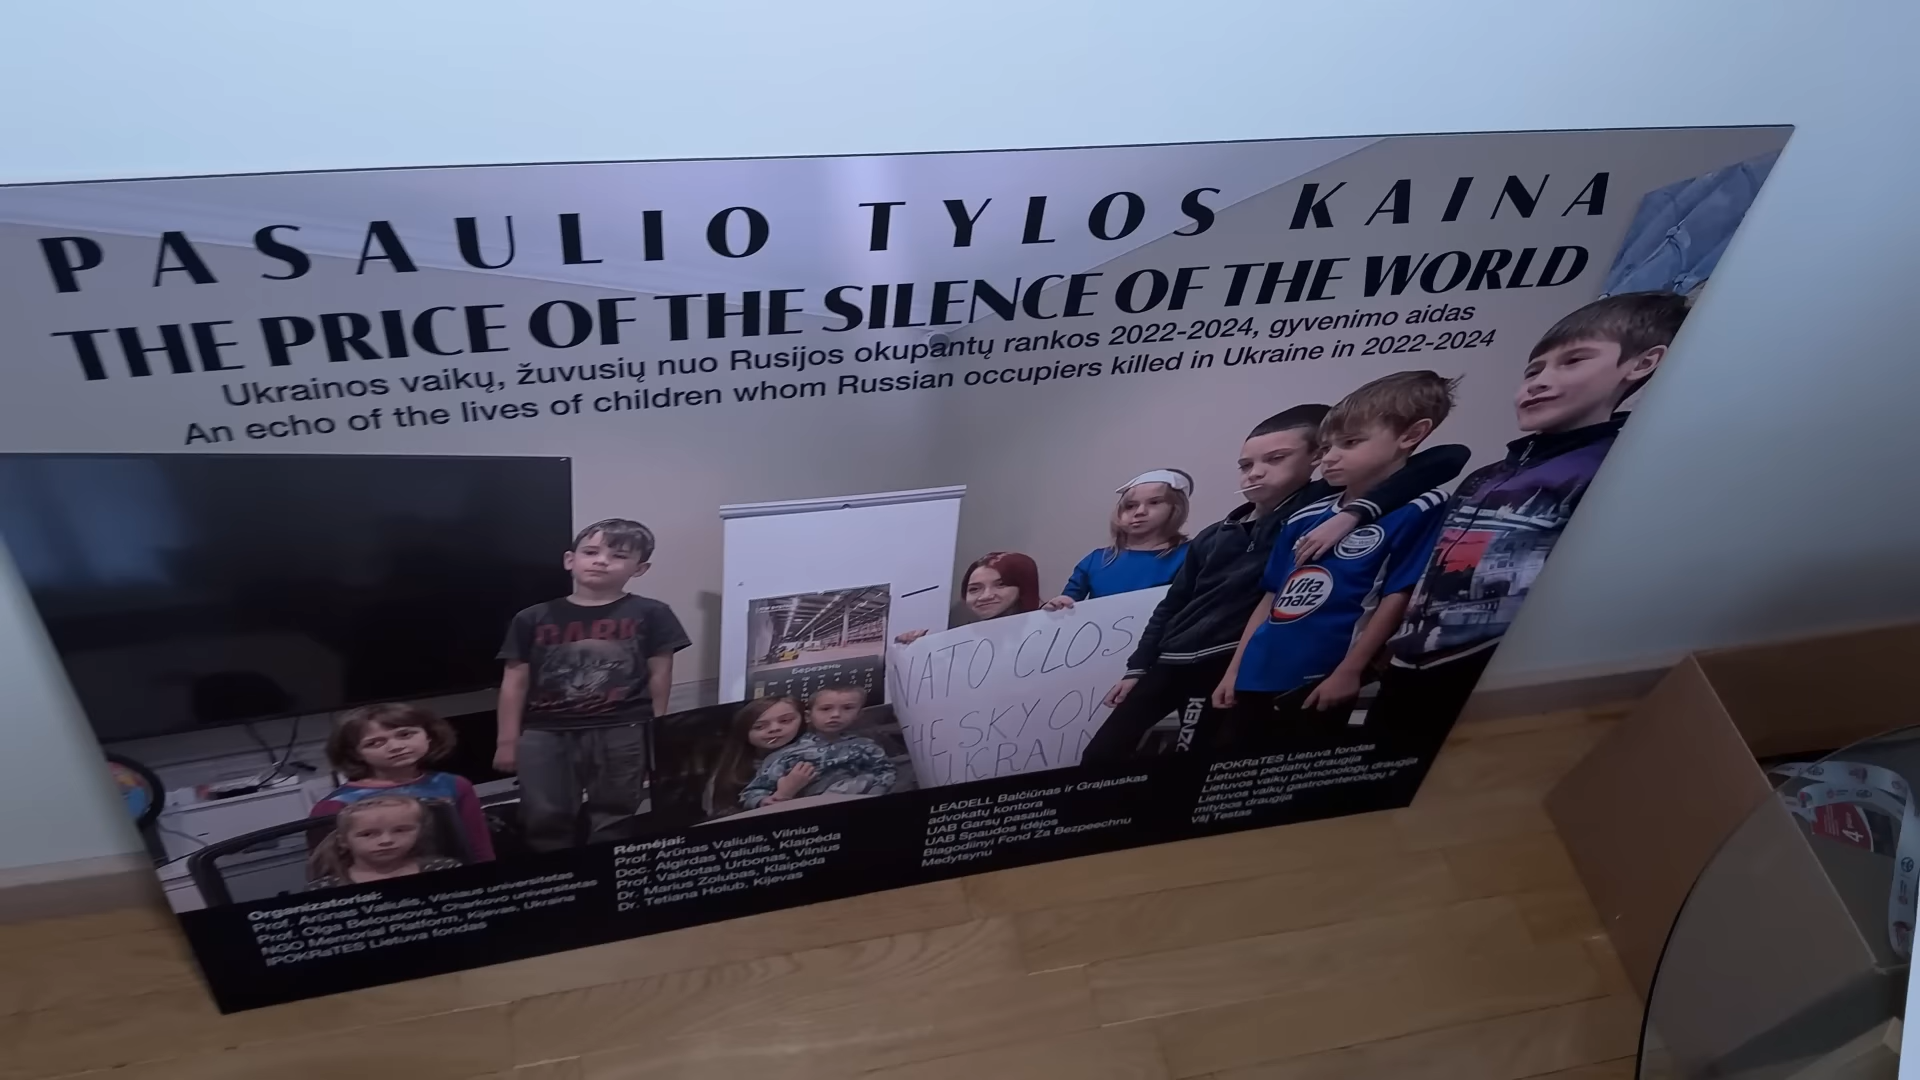 PASAULIO TYLOS KAINA
THE PRICE OF THE SILENCE OF THE WORLD
Ukrainos vaikų, žuvusių nuo Rusijos okupantų rankos 2022-2024, gyvenimo aidas
An echo of the lives of children whom Russian occupiers killed in Ukraine in 2022-2024
DARK
Березень
NATO CLOS
HE SKY OV
UKRAIN
Vita
malz
KENZO
Organizatoriai:
Prof. Arūnas Valiulis, Vilniaus universitetas
Prof. Olga Belousova, Charkovo universitetas
NGO Memorial Platform, Kijevas, Ukraina
IPOKRaTES Lietuva fondas
Rėmėjai:
Prof. Arūnas Valiulis, Vilnius
Doc. Algirdas Valiulis, Klaipėda
Prof. Vaidotas Urbonas, Vilnius
Dr. Marius Zolubas, Klaipėda
Dr. Tetiana Holub, Kijevas
LEADELL Balčiūnas ir Grajauskas
advokatų kontora
UAB Garsų pasaulis
UAB Spaudos idėjos
Blagodiinyi Fond Za Bezpeechnu
Medytsynu
IPOKRaTES Lietuva fondas
Lietuvos pediatrų draugija
Lietuvos vaikų pulmonologų draugija
Lietuvos vaikų gastroenterologų ir
mitybos draugija
VšĮ Testas
4